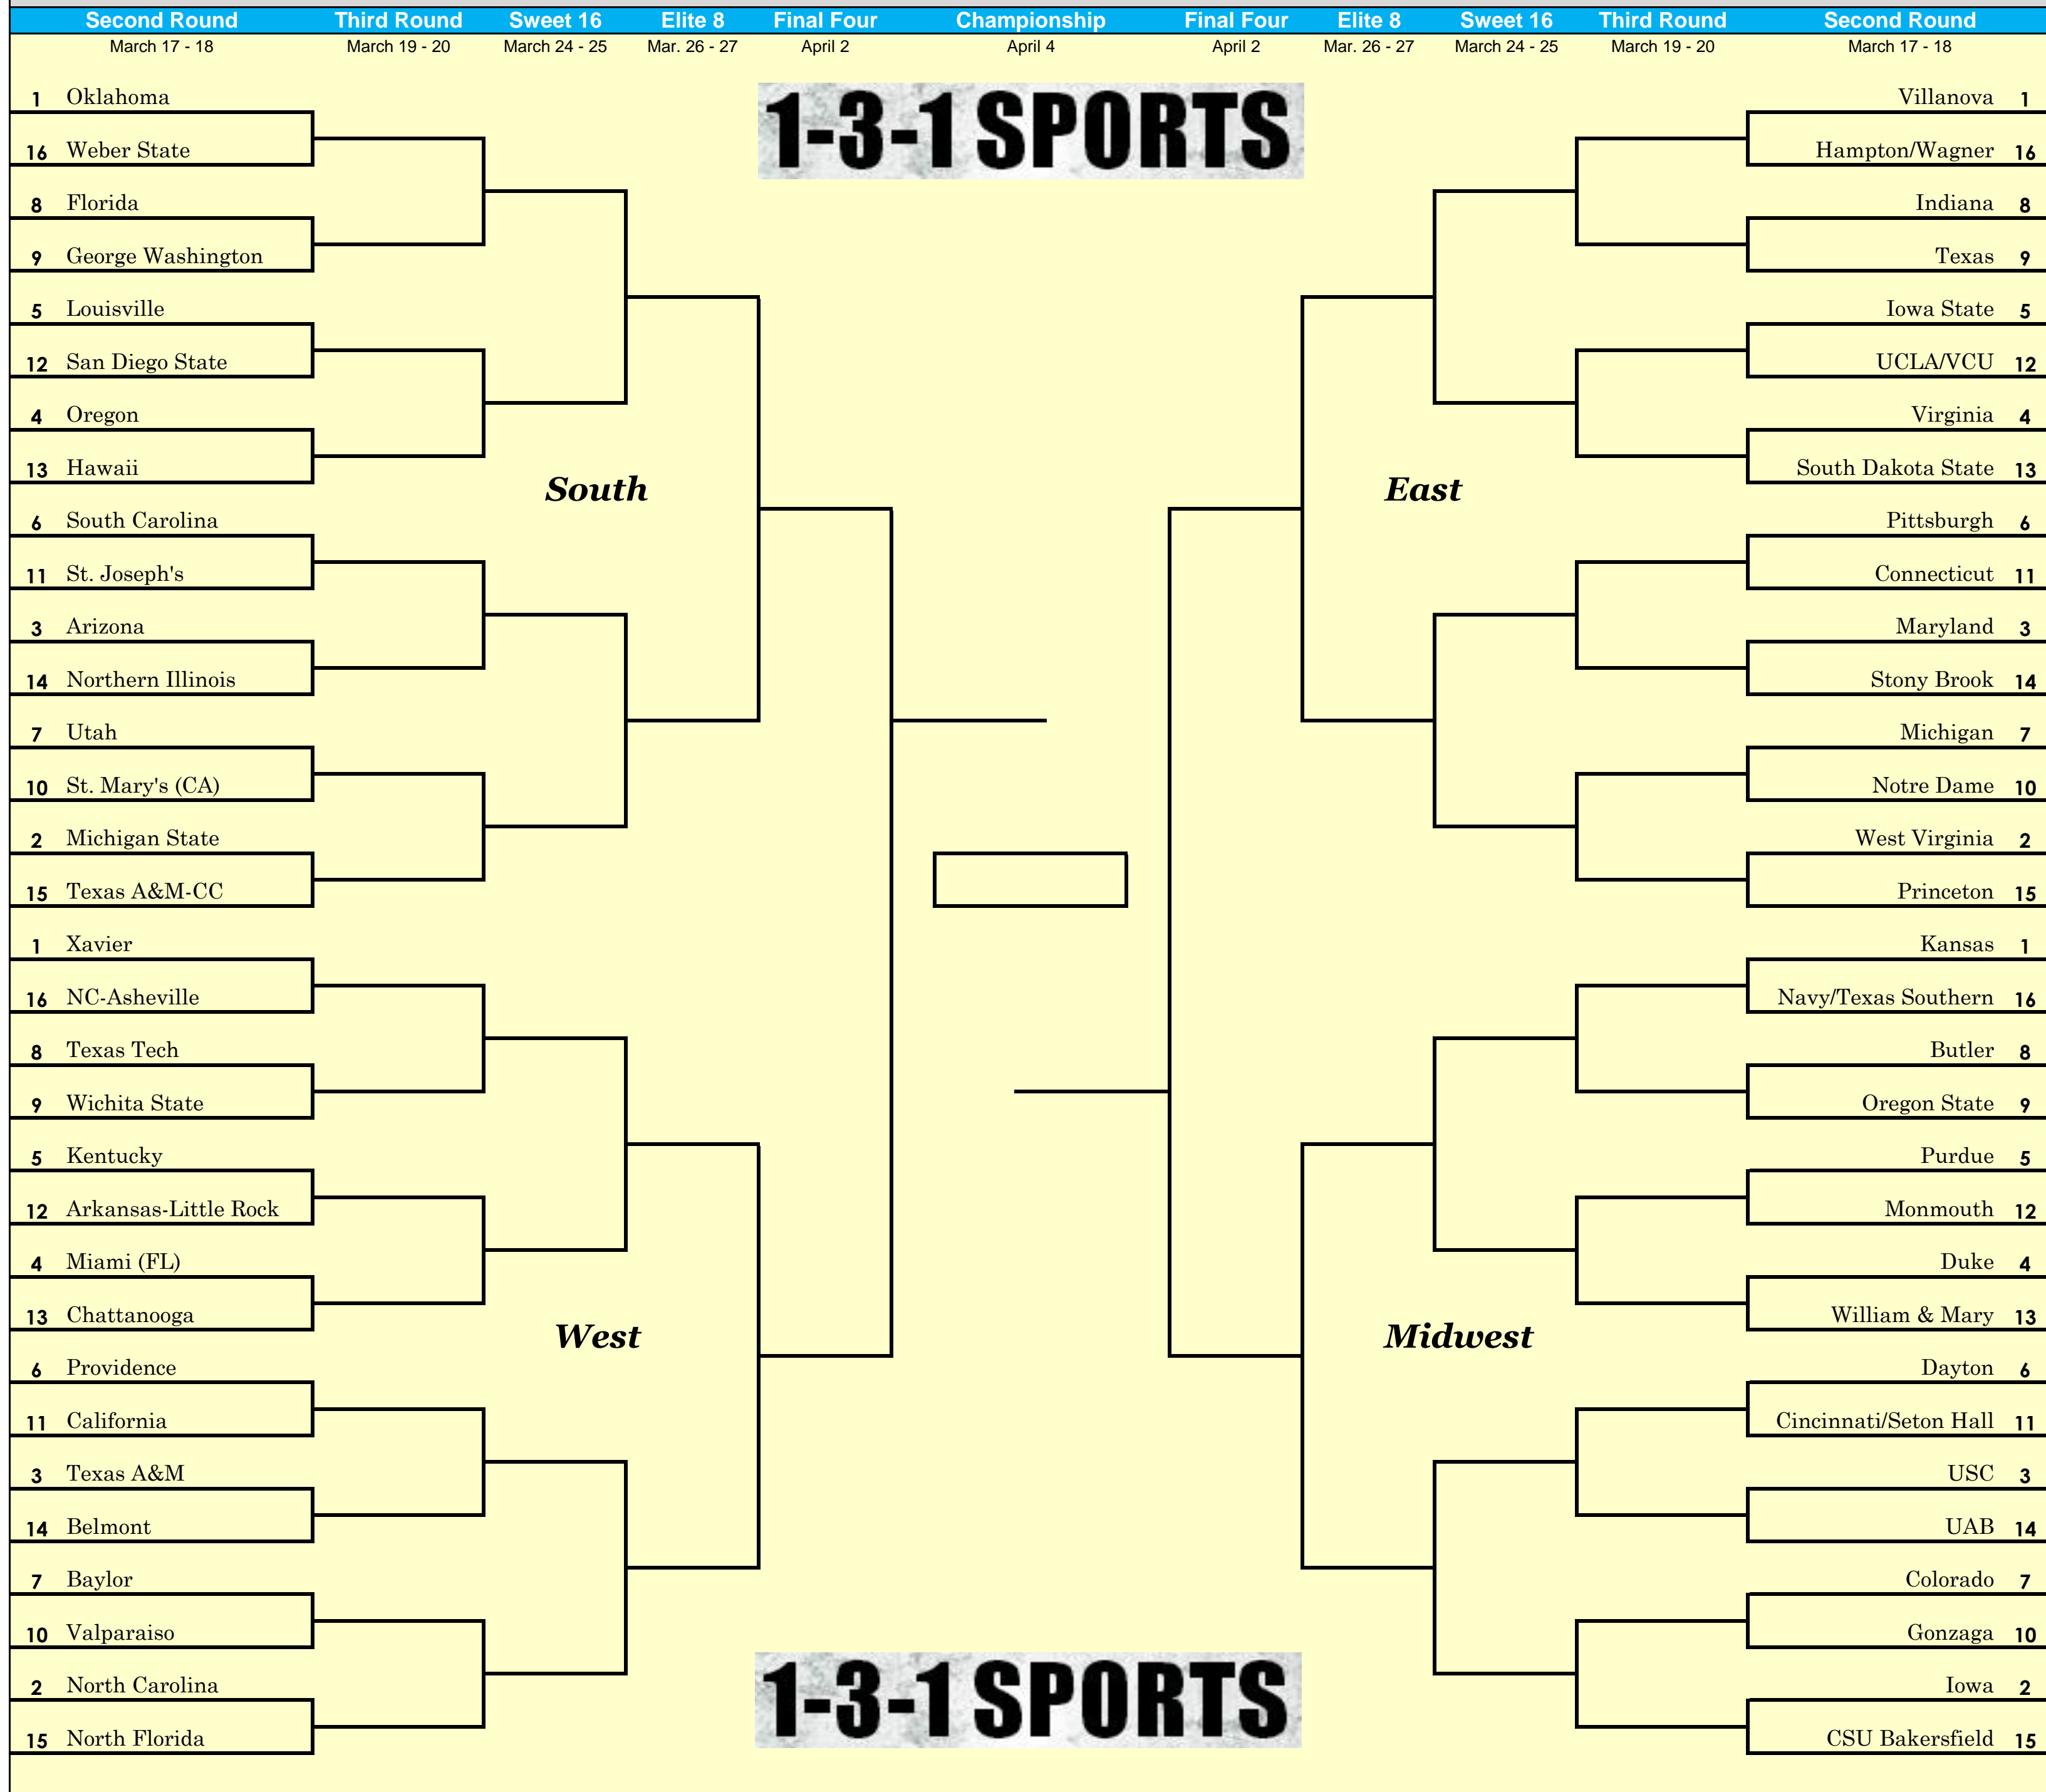 Second Round Third Round Sweet 16 Elite 8 Final Four Championship Final Four Elite 8 Sweet 16 Third Round Second Round
March 17 - 18 March 19 - 20 March 24 - 25 Mar. 26 - 27 April 2 April 4 April 2 Mar. 26 - 27 March 24 - 25 March 19 - 20 March 17 - 18
1-3-1 SPORTS
1 Oklahoma
16 Weber State
8 Florida
9 George Washington
5 Louisville
12 San Diego State
4 Oregon
13 Hawaii
South
6 South Carolina
11 St. Joseph's
3 Arizona
14 Northern Illinois
7 Utah
10 St. Mary's (CA)
2 Michigan State
15 Texas A&M-CC
1 Xavier
16 NC-Asheville
8 Texas Tech
9 Wichita State
5 Kentucky
12 Arkansas-Little Rock
4 Miami (FL)
13 Chattanooga
West
6 Providence
11 California
3 Texas A&M
14 Belmont
7 Baylor
10 Valparaiso
2 North Carolina
15 North Florida
Villanova 1
Hampton/Wagner 16
Indiana 8
Texas 9
Iowa State 5
UCLA/VCU 12
Virginia 4
South Dakota State 13
East
Pittsburgh 6
Connecticut 11
Maryland 3
Stony Brook 14
Michigan 7
Notre Dame 10
West Virginia 2
Princeton 15
Kansas 1
Navy/Texas Southern 16
Butler 8
Oregon State 9
Purdue 5
Monmouth 12
Duke 4
William & Mary 13
Midwest
Dayton 6
Cincinnati/Seton Hall 11
USC 3
UAB 14
Colorado 7
Gonzaga 10
Iowa 2
CSU Bakersfield 15
1-3-1 SPORTS